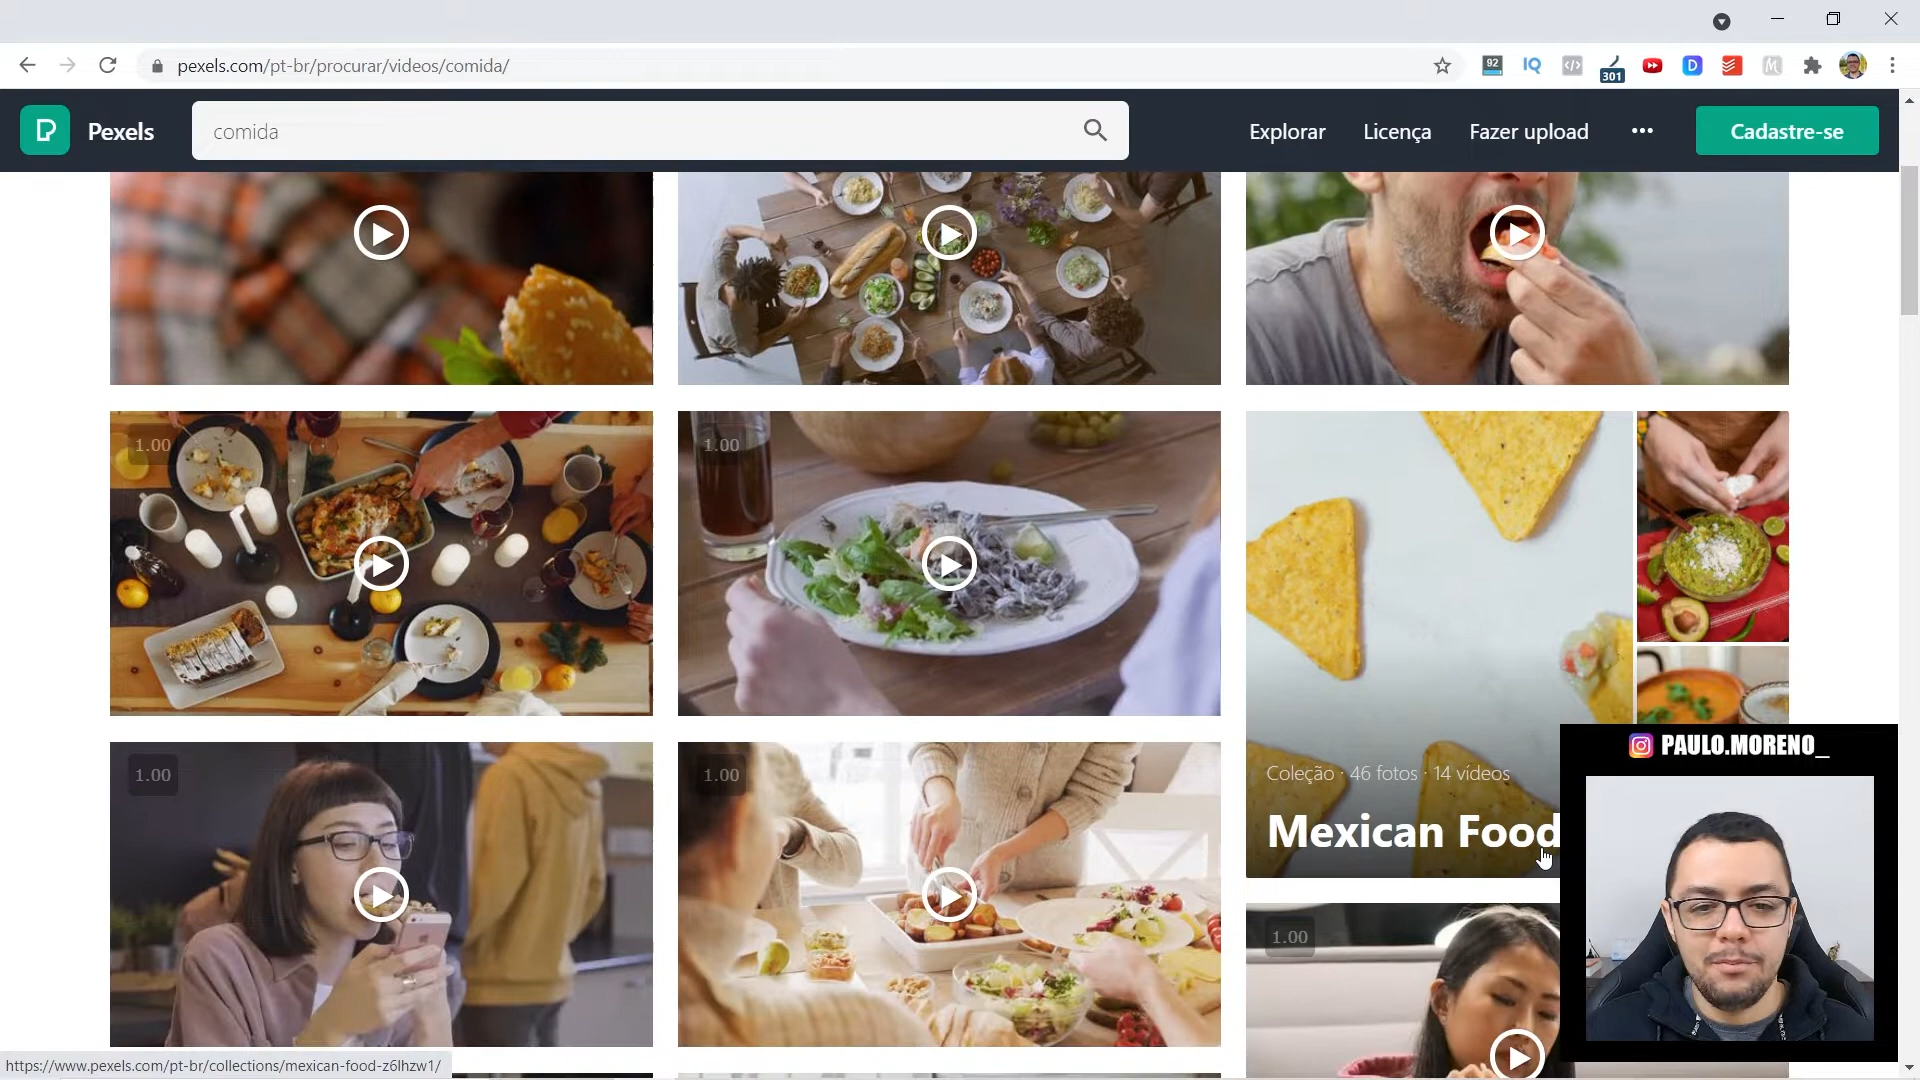 pexels.com/pt-br/procurar/videos/comida/
92
IQ
301
D
M
Pexels
comida
Explorar
Licença
Fazer upload
Cadastre-se
1.00
1.00
1.00
1.00
Coleção · 46 fotos · 14 vídeos
Mexican Food
1.00
PAULO.MORENO_
https://www.pexels.com/pt-br/collections/mexican-food-z6lhzw1/